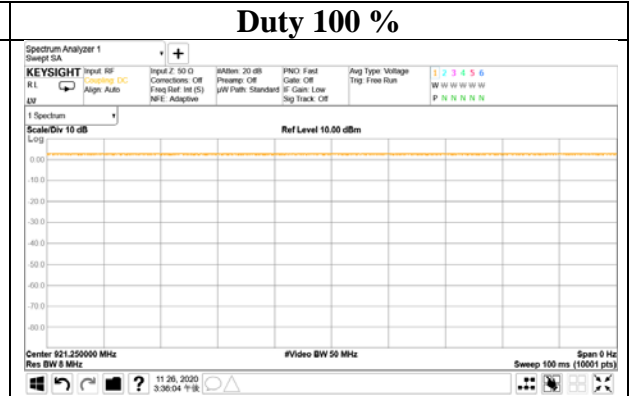 Duty 100 %
Spectrum Analyzer 1
Swept SA
KEYSIGHT
RL
Input: RF
Coupling: DC
Align: Auto
Input Z: 50 Ω
Corrections: Off
Freq Ref: Int (S)
NFE: Adaptive
#Atten: 20 dB
Preamp: Off
µW Path: Standard
PNO: Fast
Gate: Off
IF Gain: Low
Sig Track: Off
Avg Type: Voltage
Trig: Free Run
1 2 3 4 5 6
W W W W W W
P N N N N N
1 Spectrum
Scale/Div 10 dB
Ref Level 10.00 dBm
Log
0.00
-10.0
-20.0
-30.0
-40.0
-50.0
-60.0
-70.0
-80.0
Center 921.250000 MHz
#Video BW 50 MHz
Span 0 Hz
Res BW 8 MHz
Sweep 100 ms (10001 pts)
?
11 26, 2020
3:36:04 午後